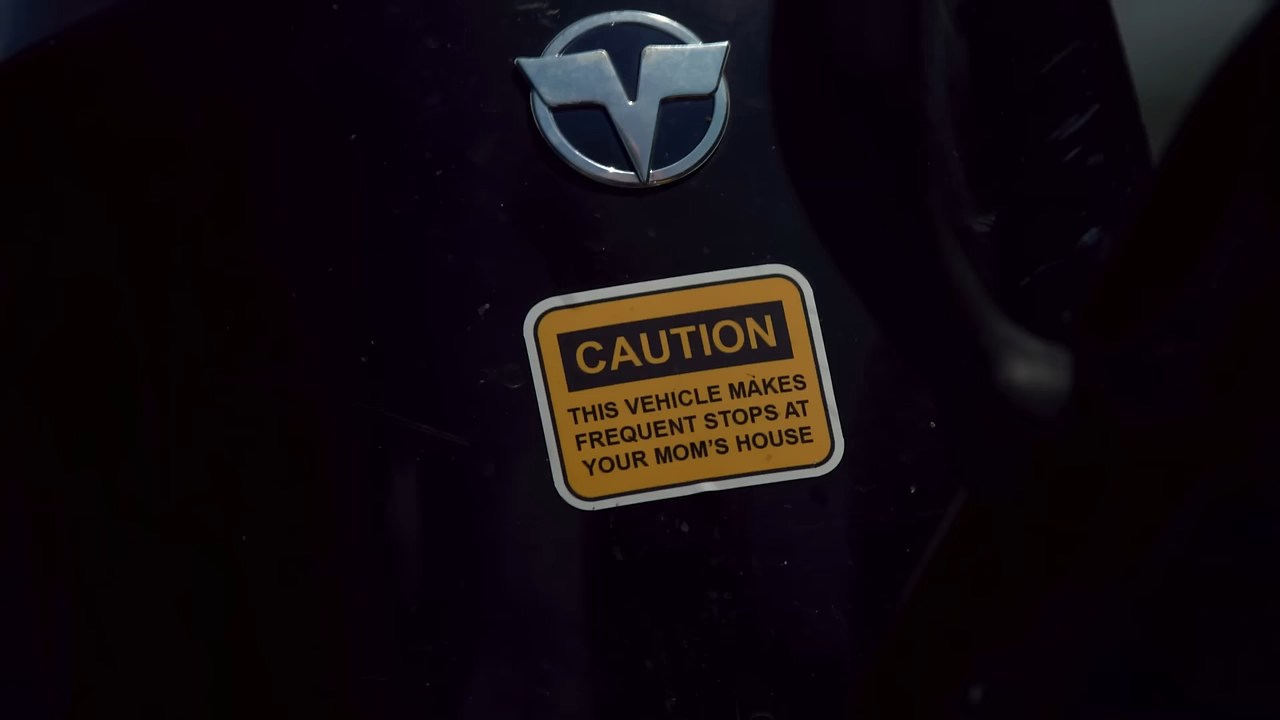 CAUTION
THIS VEHICLE MAKES
FREQUENT STOPS AT
YOUR MOM'S HOUSE